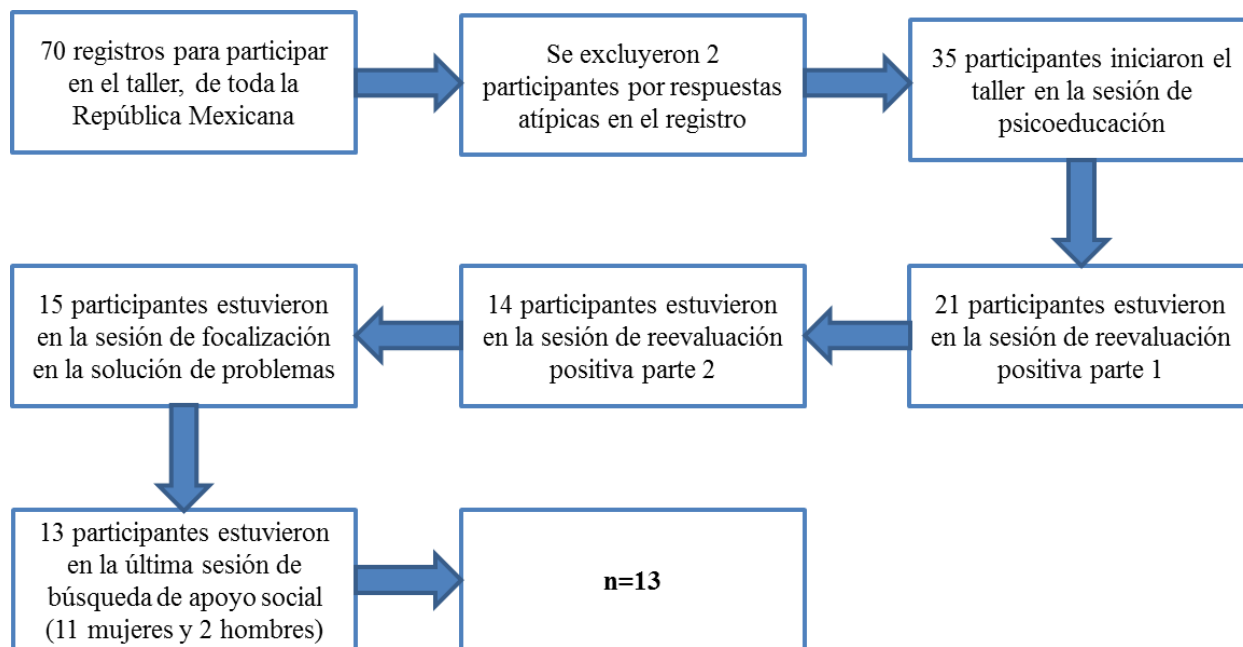 70 registros para participar
en el taller, de toda la
República Mexicana
Se excluyeron 2
participantes por respuestas
atípicas en el registro
35 participantes iniciaron el
taller en la sesión de
psicoeducación
21 participantes estuvieron
en la sesión de reevaluación
positiva parte 1
14 participantes estuvieron
en la sesión de reevaluación
positiva parte 2
15 participantes estuvieron
en la sesión de focalización
en la solución de problemas
13 participantes estuvieron
en la última sesión de
búsqueda de apoyo social
(11 mujeres y 2 hombres)
n=13